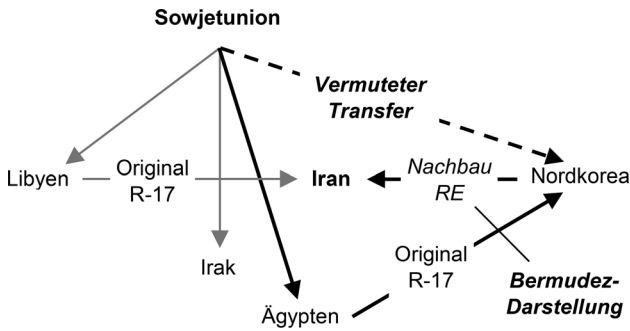 Sowjetunion
Vermuteter
Transfer
Libyen
Original
R-17
Iran
Nachbau
RE
Nordkorea
Irak
Original
R-17
Bermudez-
Darstellung
Ägypten